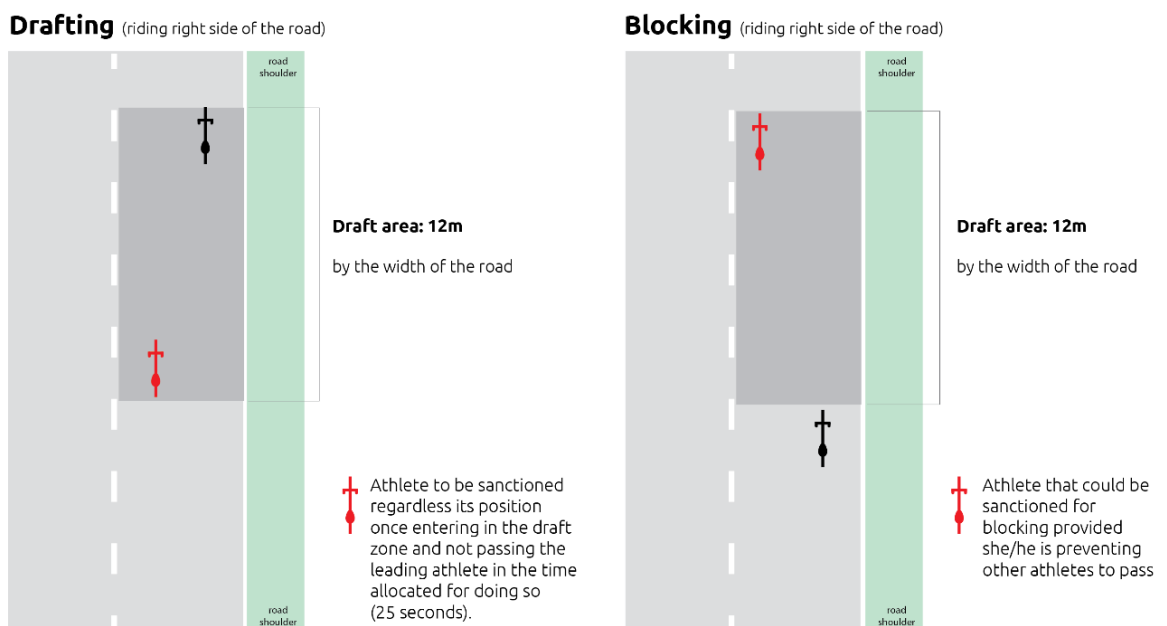 Drafting (riding right side of the road)
road
shoulder
Draft area: 12m
by the width of the road
Athlete to be sanctioned
regardless its position
once entering in the draft
zone and not passing the
leading athlete in the time
allocated for doing so
(25 seconds).
road
shoulder
Blocking (riding right side of the road)
road
shoulder
Draft area: 12m
by the width of the road
Athlete that could be
sanctioned for
blocking provided
she/he is preventing
other athletes to pass
road
shoulder